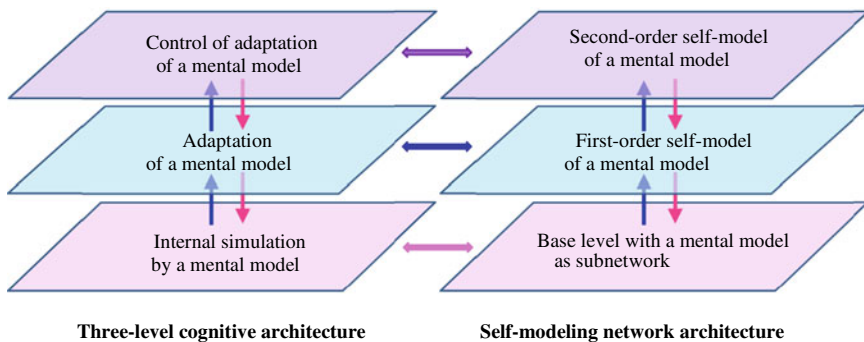 Control of adaptation
of a mental model
Second-order self-model
of a mental model
Adaptation
of a mental model
First-order self-model
of a mental model
Internal simulation
by a mental model
Base level with a mental model
as subnetwork
Three-level cognitive architecture
Self-modeling network architecture